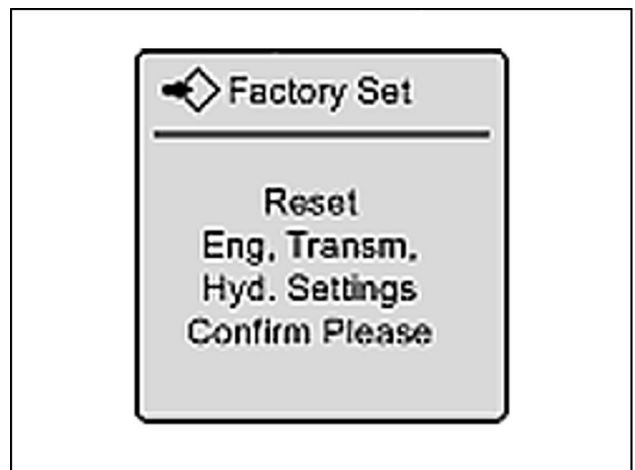 Factory Set
Reset
Eng, Transm,
Hyd. Settings
Confirm Please